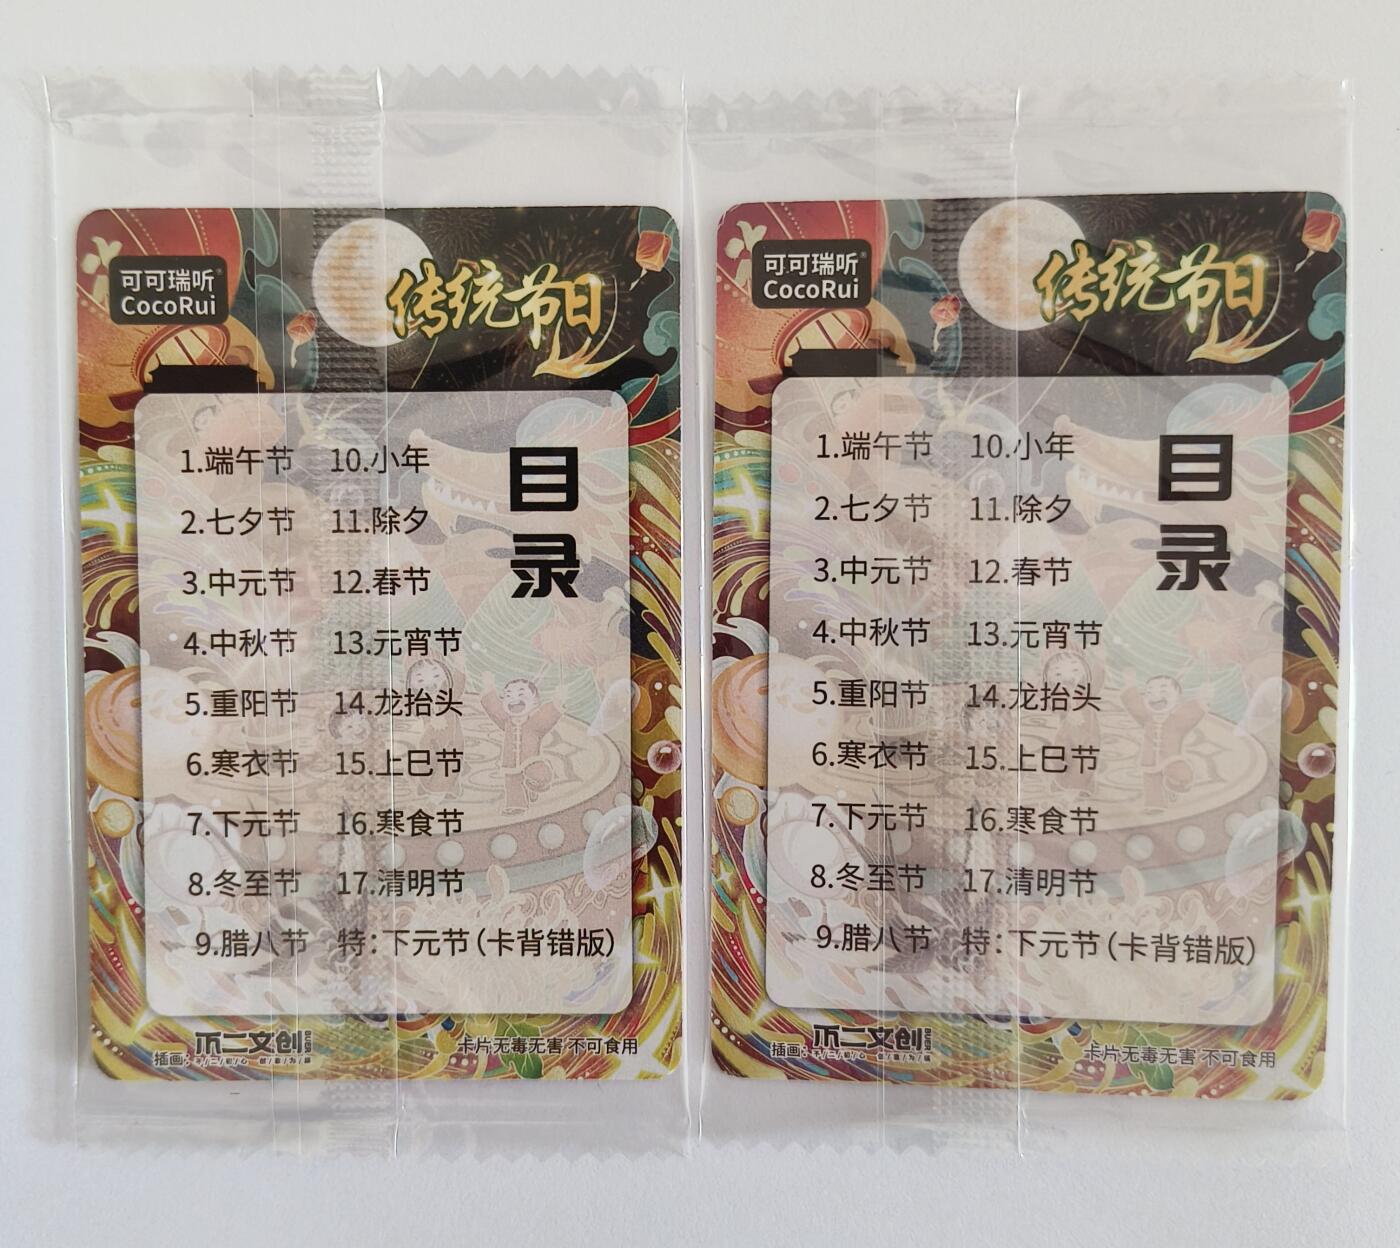 可可瑞听
CocoRui
传统节日
目录
1.端午节
2.七夕节
3.中元节
4.中秋节
5.重阳节
6.寒衣节
7.下元节
8.冬至节
9.腊八节
10.小年
11.除夕
12.春节
13.元宵节
14.龙抬头
15.上巳节
16.寒食节
17.清明节
特：下元节(卡背错版)
插画：不二文创
卡片无毒无害 不可食用
可可瑞听
CocoRui
传统节日
目录
1.端午节
2.七夕节
3.中元节
4.中秋节
5.重阳节
6.寒衣节
7.下元节
8.冬至节
9.腊八节
10.小年
11.除夕
12.春节
13.元宵节
14.龙抬头
15.上巳节
16.寒食节
17.清明节
特：下元节(卡背错版)
插画：不二文创
卡片无毒无害 不可食用